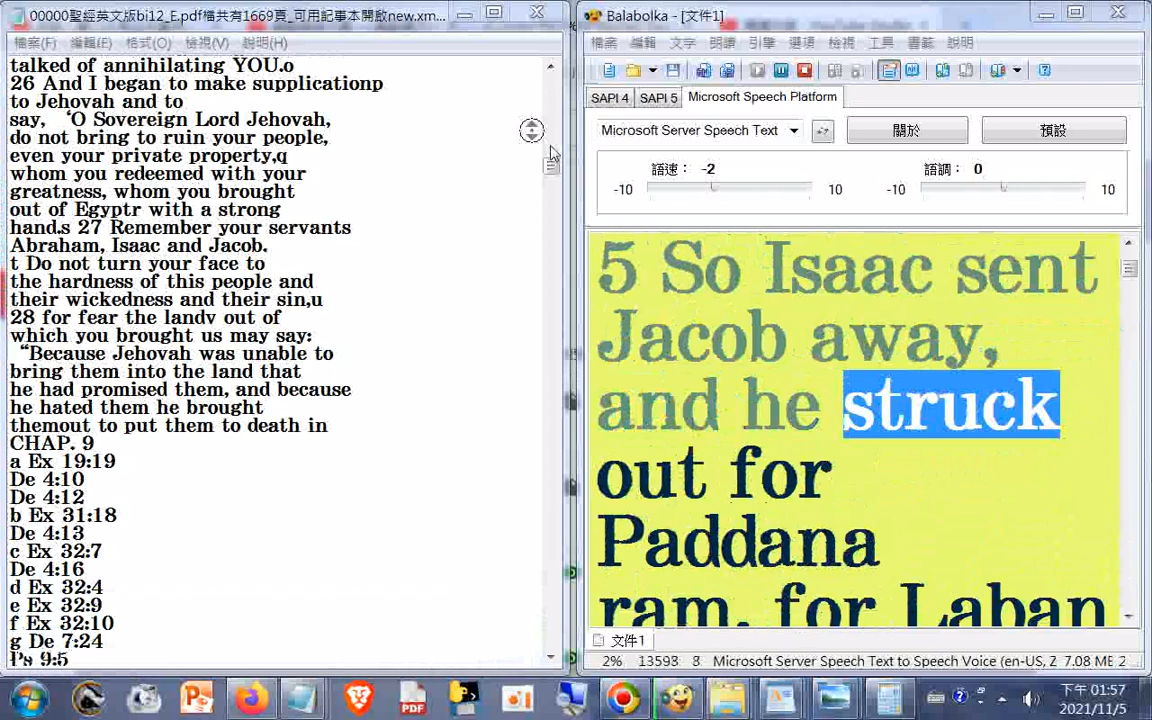 00000聖經英文版bi12_E.pdf檔共有1669頁_可用記事本開啟new.xm...
檔案(F) 編輯(E) 格式(O) 檢視(V) 說明(H)
talked of annihilating YOU.o
26 And I began to make supplicationp
to Jehovah and to
say, ‘O Sovereign Lord Jehovah,
do not bring to ruin your people,
even your private property,q
whom you redeemed with your
greatness, whom you brought
out of Egyptr with a strong
hand.s 27 Remember your servants
Abraham, Isaac and Jacob.
t Do not turn your face to
the hardness of this people and
their wickedness and their sin,u
28 for fear the landv out of
which you brought us may say:
“Because Jehovah was unable to
bring them into the land that
he had promised them, and because
he hated them he brought
themout to put them to death in
CHAP. 9
a Ex 19:19
De 4:10
De 4:12
b Ex 31:18
De 4:13
c Ex 32:7
De 4:16
d Ex 32:4
e Ex 32:9
f Ex 32:10
g De 7:24
Ps 9:5
Balabolka - [文件1]
檔案 編輯 文字 朗讀 引擎 選項 檢視 工具 書籤 說明
SAPI 4 SAPI 5 Microsoft Speech Platform
Microsoft Server Speech Text 關於 預設
語速： -2 語調： 0
-10 10 -10 10
5 So Isaac sent
Jacob away,
and he struck
out for
Paddana
ram, for Laban
文件1
2% 13593 8 Microsoft Server Speech Text to Speech Voice (en-US, Z 7.08 ME 2
PDF
下午 01:57
2021/11/5